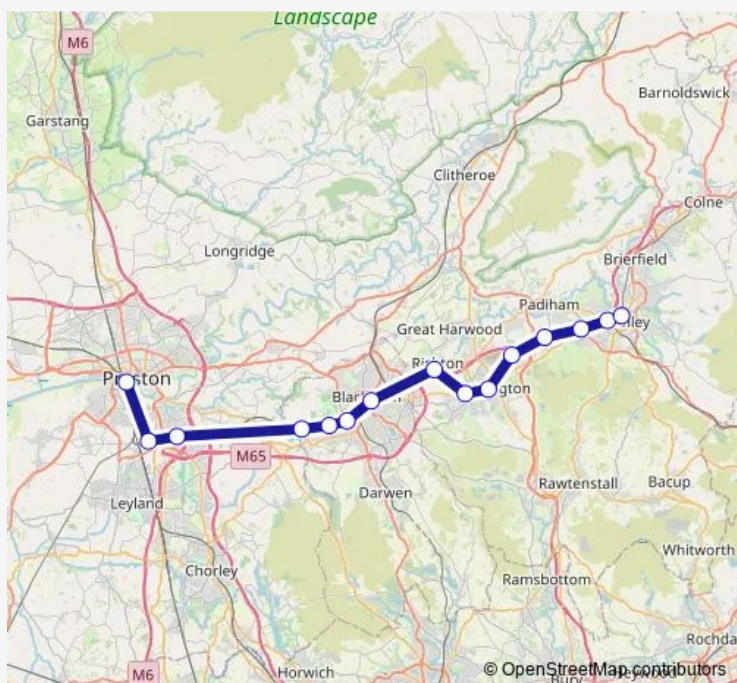 Landscape
M6
Garstang
Barnoldswick
Clitheroe
Colne
Longridge
Brierfield
Padiham
Great Harwood
Preston
M65
Leyland
Darwen
Rawtenstall
Bacup
Chorley
Whitworth
Ramsbottom
M6
Horwich
© OpenStreetMap contributors